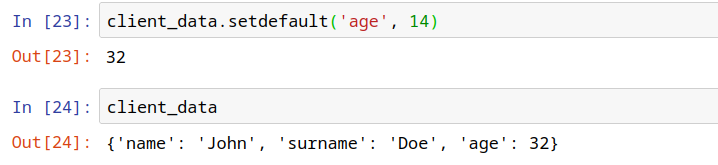 In [23]: client_data.setdefault('age', 14)
Out[23]: 32
In [24]: client_data
Out[24]: {'name': 'John', 'surname': 'Doe', 'age': 32}